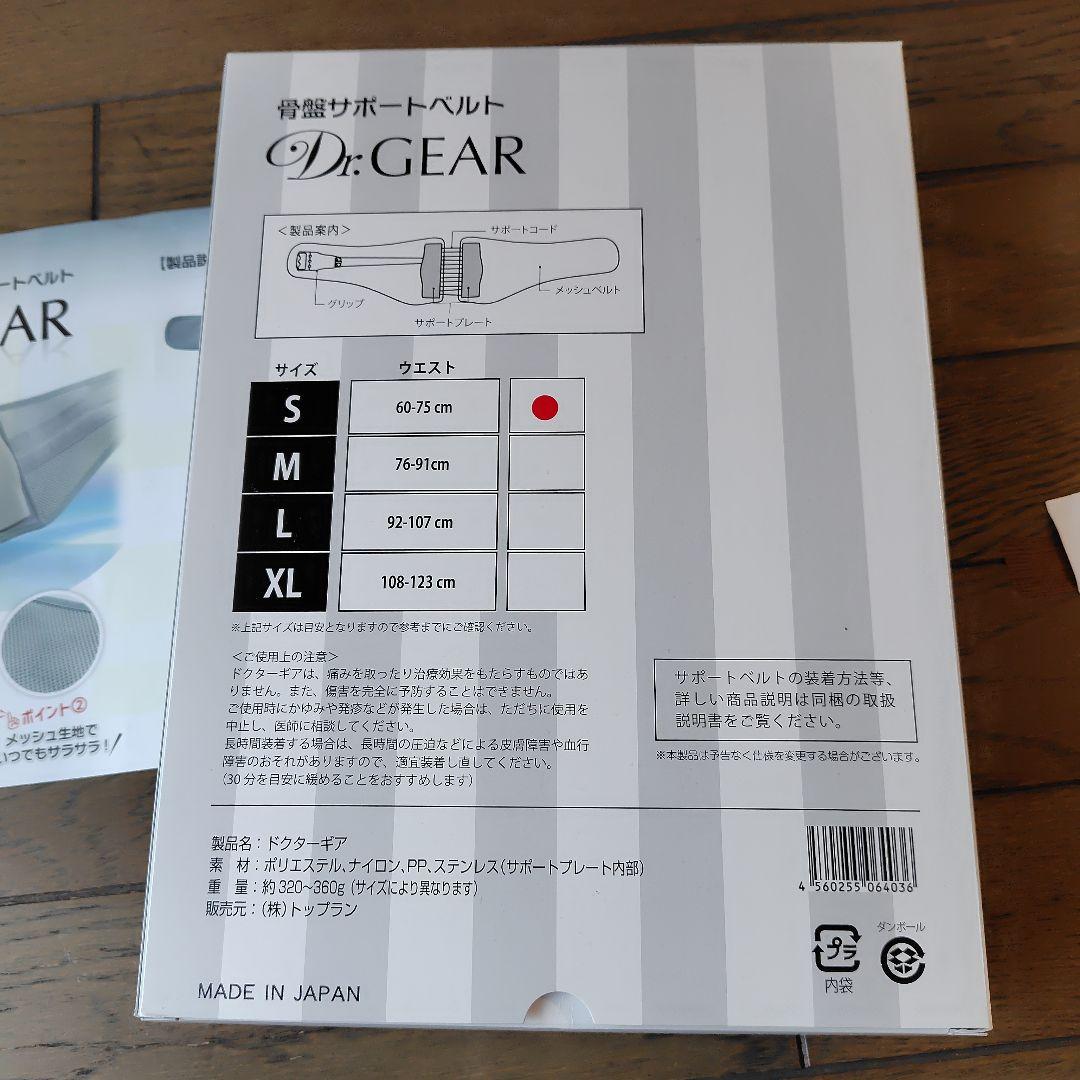 骨盤サポートベルト
Dr.GEAR
＜製品案内＞
サポートコード
グリップ
メッシュベルト
サポートプレート
サイズ ウエスト
S 60-75 cm
M 76-91cm
L 92-107 cm
XL 108-123 cm
※上記サイズは目安となりますので参考までにご確認ください。
＜ご使用上の注意＞
ドクターギアは、痛みを取ったり治療効果をもたらすものではあ
りません。また、傷害を完全に予防することはできません。
ご使用時にかゆみや発疹などが発生した場合は、ただちに使用を
中止し、医師に相談してください。
長時間装着する場合は、長時間の圧迫などによる皮膚障害や血行
障害のおそれがありますので、適宜装着し直してください。
（30 分を目安に緩めることをおすすめします）
サポートベルトの装着方法等、
詳しい商品説明は同梱の取扱
説明書をご覧ください。
※本製品は予告なく仕様を変更する場合がございます。
製品名：ドクターギア
素　材：ポリエステル、ナイロン、PP、ステンレス（サポートプレート内部）
重　量：約320～360g（サイズにより異なります）
販売元：（株）トップラン
4 560255 064036
プラ
内袋
ダンボール
MADE IN JAPAN
ートベルト
AR
【製品説
ポイント②
メッシュ生地で
いつでもサラサラ！